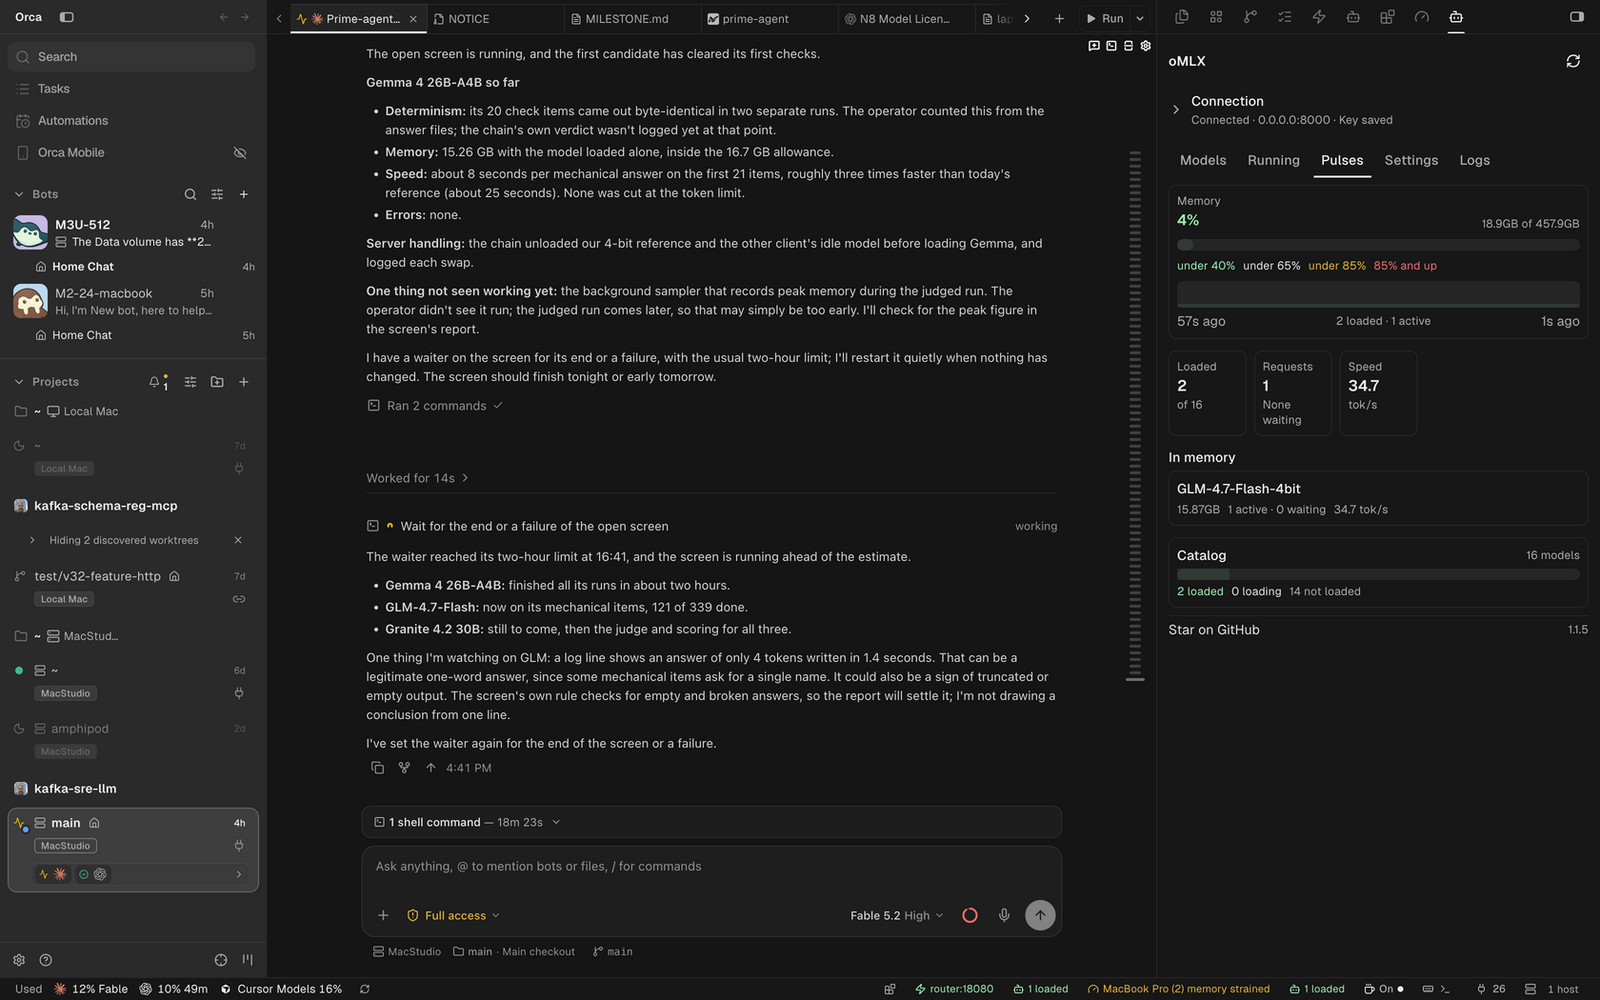 Orca
Search
Tasks
Automations
Orca Mobile
Bots
M3U-512
4h
The Data volume has **2...
Home Chat
4h
M2-24-macbook
5h
Hi, I'm New bot, here to help...
Home Chat
5h
Projects
1
~ Local Mac
~
7d
Local Mac
kafka-schema-reg-mcp
Hiding 2 discovered worktrees
test/v32-feature-http
7d
Local Mac
~ MacStud...
~
6d
MacStudio
amphipod
2d
MacStudio
kafka-sre-llm
main
4h
MacStudio
Prime-agent...
NOTICE
MILESTONE.md
prime-agent
N8 Model Licen...
lap
Run
The open screen is running, and the first candidate has cleared its first checks.
Gemma 4 26B-A4B so far
• Determinism: its 20 check items came out byte-identical in two separate runs. The operator counted this from the
answer files; the chain's own verdict wasn't logged yet at that point.
• Memory: 15.26 GB with the model loaded alone, inside the 16.7 GB allowance.
• Speed: about 8 seconds per mechanical answer on the first 21 items, roughly three times faster than today's
reference (about 25 seconds). None was cut at the token limit.
• Errors: none.
Server handling: the chain unloaded our 4-bit reference and the other client's idle model before loading Gemma, and
logged each swap.
One thing not seen working yet: the background sampler that records peak memory during the judged run. The
operator didn't see it run; the judged run comes later, so that may simply be too early. I'll check for the peak figure in
the screen's report.
I have a waiter on the screen for its end or a failure, with the usual two-hour limit; I'll restart it quietly when nothing has
changed. The screen should finish tonight or early tomorrow.
Ran 2 commands
Worked for 14s
Wait for the end or a failure of the open screen
working
The waiter reached its two-hour limit at 16:41, and the screen is running ahead of the estimate.
• Gemma 4 26B-A4B: finished all its runs in about two hours.
• GLM-4.7-Flash: now on its mechanical items, 121 of 339 done.
• Granite 4.2 30B: still to come, then the judge and scoring for all three.
One thing I'm watching on GLM: a log line shows an answer of only 4 tokens written in 1.4 seconds. That can be a
legitimate one-word answer, since some mechanical items ask for a single name. It could also be a sign of truncated or
empty output. The screen's own rule checks for empty and broken answers, so the report will settle it; I'm not drawing a
conclusion from one line.
I've set the waiter again for the end of the screen or a failure.
4:41 PM
1 shell command — 18m 23s
Ask anything, @ to mention bots or files, / for commands
Full access
Fable 5.2 High
MacStudio
main · Main checkout
main
oMLX
Connection
Connected · 0.0.0.0:8000 · Key saved
Models
Running
Pulses
Settings
Logs
Memory
4%
18.9GB of 457.9GB
under 40% under 65% under 85% 85% and up
57s ago
2 loaded · 1 active
1s ago
Loaded
2
of 16
Requests
1
None
waiting
Speed
34.7
tok/s
In memory
GLM-4.7-Flash-4bit
15.87GB 1 active · 0 waiting 34.7 tok/s
Catalog
16 models
2 loaded 0 loading 14 not loaded
Star on GitHub
1.1.5
Used
12% Fable
10% 49m
Cursor Models 16%
router:18080
1 loaded
MacBook Pro (2) memory strained
1 loaded
On
26
1 host